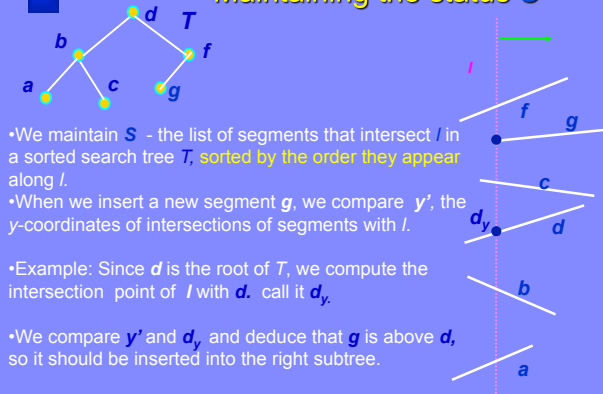 Maintaining the status S
d T
b
f
a
c
g
•We maintain S - the list of segments that intersect l in
a sorted search tree T, sorted by the order they appear
along l.
•When we insert a new segment g, we compare y', the
y-coordinates of intersections of segments with l.
•Example: Since d is the root of T, we compute the
intersection point of l with d. call it dy.
•We compare y' and dy and deduce that g is above d,
so it should be inserted into the right subtree.
l
f
g
c
dy
d
b
a